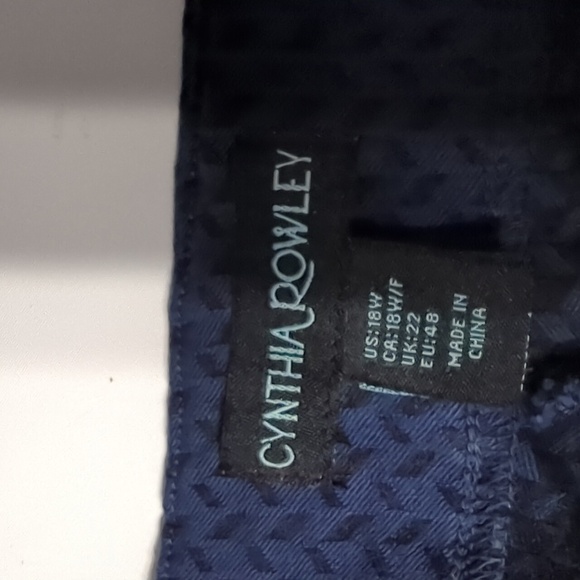 CYNTHIA ROWLEY
US:18W
CA:18W/F
UK:22
EU:48
MADE IN
CHINA